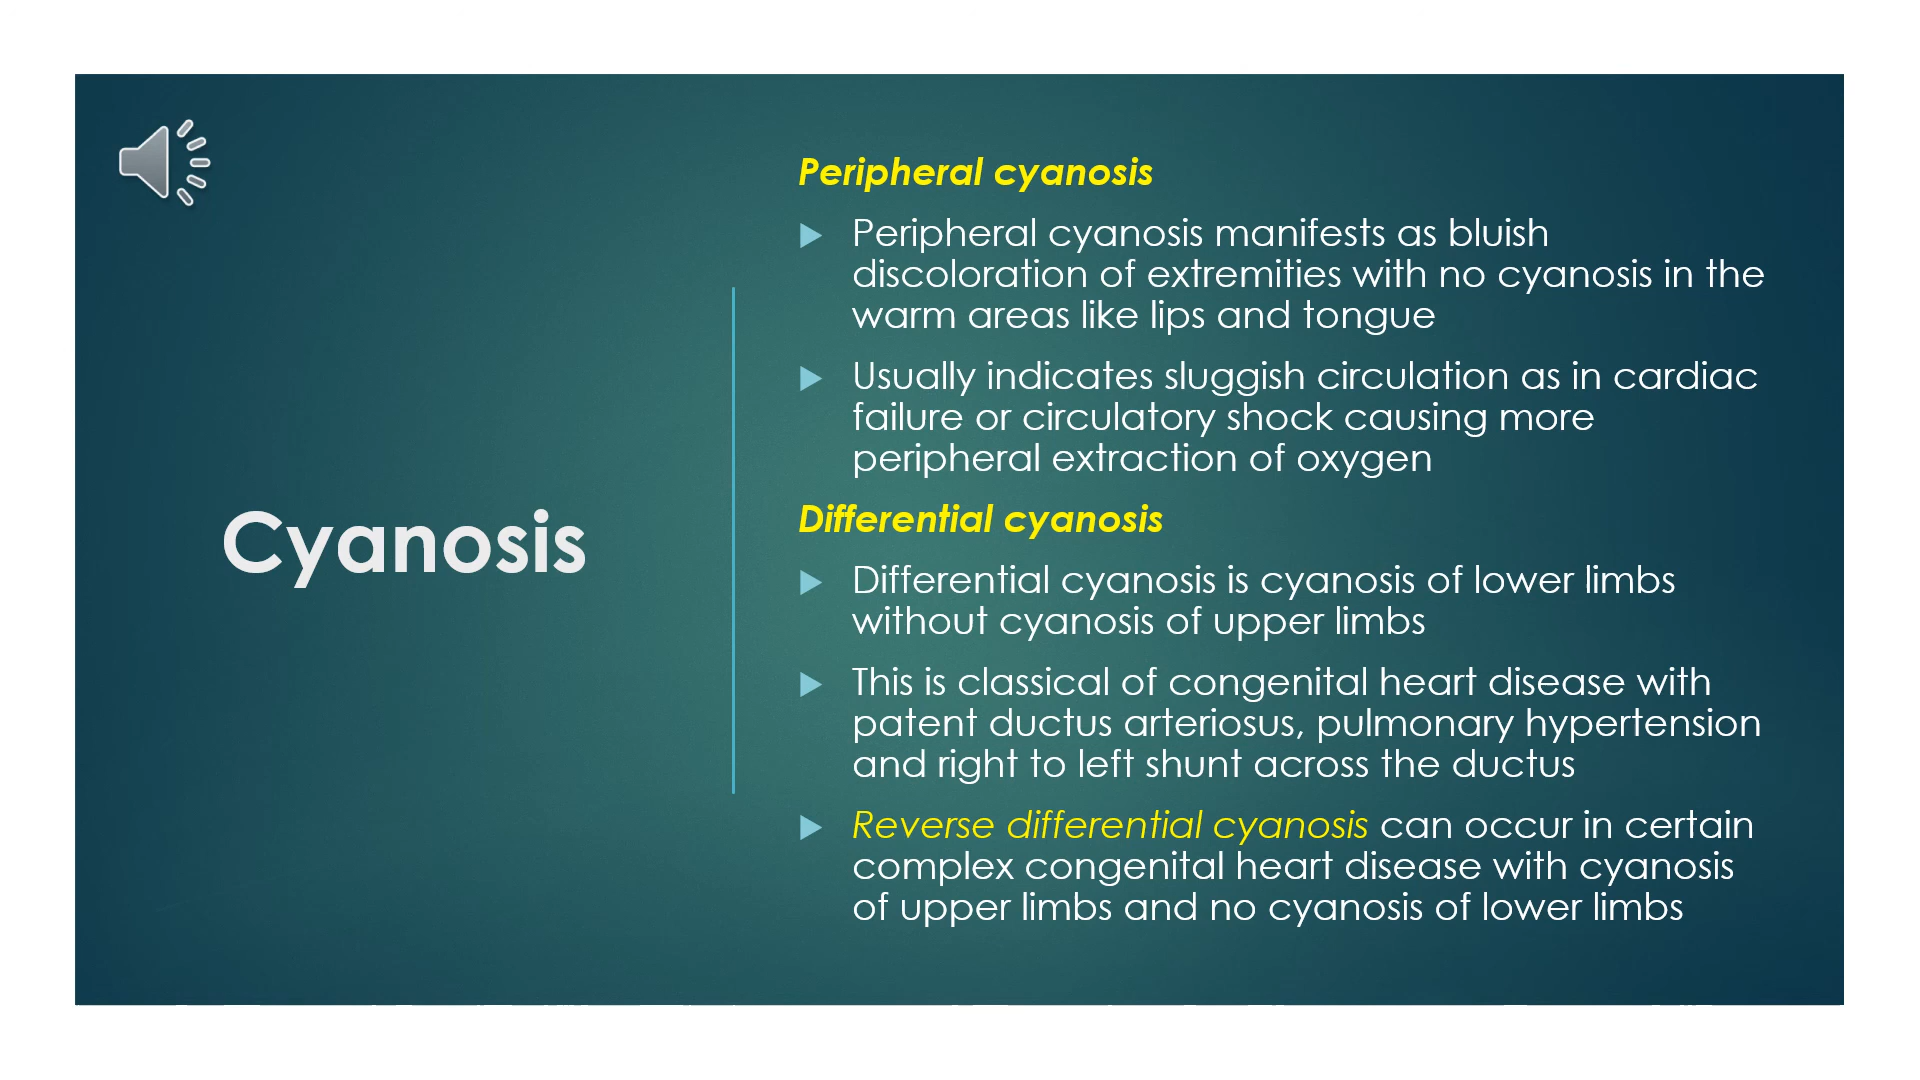 Cyanosis
Peripheral cyanosis
Peripheral cyanosis manifests as bluish
discoloration of extremities with no cyanosis in the
warm areas like lips and tongue
Usually indicates sluggish circulation as in cardiac
failure or circulatory shock causing more
peripheral extraction of oxygen
Differential cyanosis
Differential cyanosis is cyanosis of lower limbs
without cyanosis of upper limbs
This is classical of congenital heart disease with
patent ductus arteriosus, pulmonary hypertension
and right to left shunt across the ductus
Reverse differential cyanosis can occur in certain
complex congenital heart disease with cyanosis
of upper limbs and no cyanosis of lower limbs